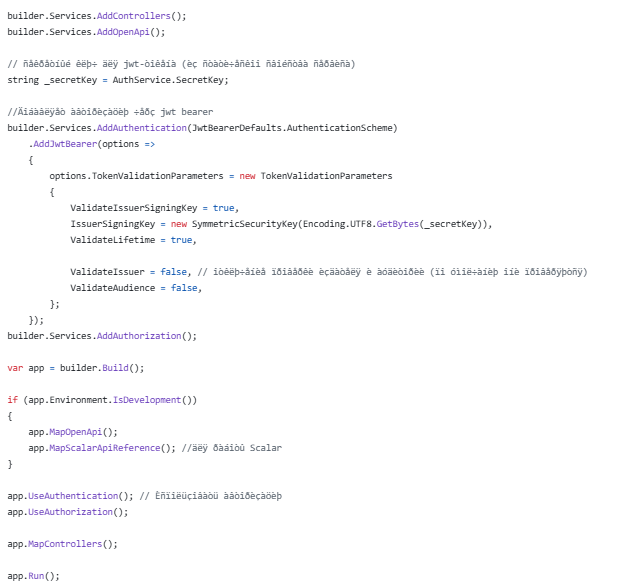 builder.Services.AddControllers();
builder.Services.AddOpenApi();
// ñåêðåòíûé êëþ÷ äëÿ jwt-òîêåíà (èç ñòàòè÷åñêîãî ñâîéñòâà ñåðâèñà)
string _secretKey = AuthService.SecretKey;
//Äîáàâëÿåò àâòîðèçàöèþ ÷åðåç jwt bearer
builder.Services.AddAuthentication(JwtBearerDefaults.AuthenticationScheme)
.AddJwtBearer(options =>
{
options.TokenValidationParameters = new TokenValidationParameters
{
ValidateIssuerSigningKey = true,
IssuerSigningKey = new SymmetricSecurityKey(Encoding.UTF8.GetBytes(_secretKey)),
ValidateLifetime = true,
ValidateIssuer = false, // îòêëþ÷åíèå ïðîâåðêè èçäàòåëÿ è àóäèòîðèè (ïî óìîë÷àíèþ îíè ïðîâåðÿþòñÿ)
ValidateAudience = false,
};
});
builder.Services.AddAuthorization();
var app = builder.Build();
if (app.Environment.IsDevelopment())
{
app.MapOpenApi();
app.MapScalarApiReference(); //äëÿ ðàáîòû Scalar
}
app.UseAuthentication(); // Èñïîëüçîâàòü àâòîðèçàöèþ
app.UseAuthorization();
app.MapControllers();
app.Run();